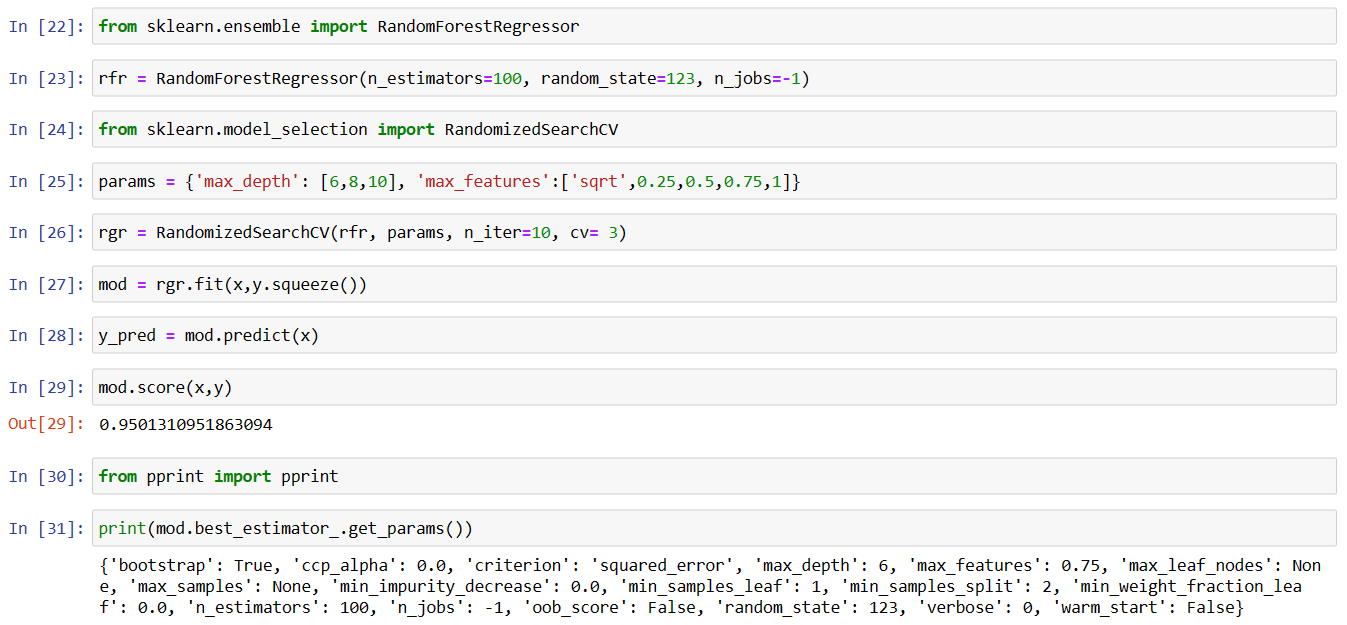 In [22]: from sklearn.ensemble import RandomForestRegressor
In [23]: rfr = RandomForestRegressor(n_estimators=100, random_state=123, n_jobs=-1)
In [24]: from sklearn.model_selection import RandomizedSearchCV
In [25]: params = {'max_depth': [6,8,10], 'max_features':['sqrt',0.25,0.5,0.75,1]}
In [26]: rgr = RandomizedSearchCV(rfr, params, n_iter=10, cv= 3)
In [27]: mod = rgr.fit(x,y.squeeze())
In [28]: y_pred = mod.predict(x)
In [29]: mod.score(x,y)
Out[29]: 0.9501310951863094
In [30]: from pprint import pprint
In [31]: print(mod.best_estimator_.get_params())
{'bootstrap': True, 'ccp_alpha': 0.0, 'criterion': 'squared_error', 'max_depth': 6, 'max_features': 0.75, 'max_leaf_nodes': Non
e, 'max_samples': None, 'min_impurity_decrease': 0.0, 'min_samples_leaf': 1, 'min_samples_split': 2, 'min_weight_fraction_lea
f': 0.0, 'n_estimators': 100, 'n_jobs': -1, 'oob_score': False, 'random_state': 123, 'verbose': 0, 'warm_start': False}